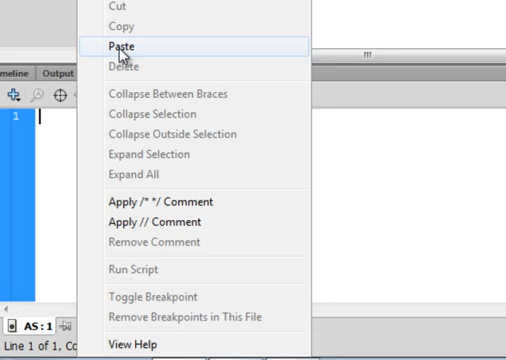 Cut
Copy
Paste
meline Output
Delete
Collapse Between Braces
1
Collapse Selection
Collapse Outside Selection
Expand Selection
Expand All
Apply /* */ Comment
Apply // Comment
Remove Comment
Run Script
Toggle Breakpoint
Remove Breakpoints in This File
AS : 1
Line 1 of 1, Co
View Help